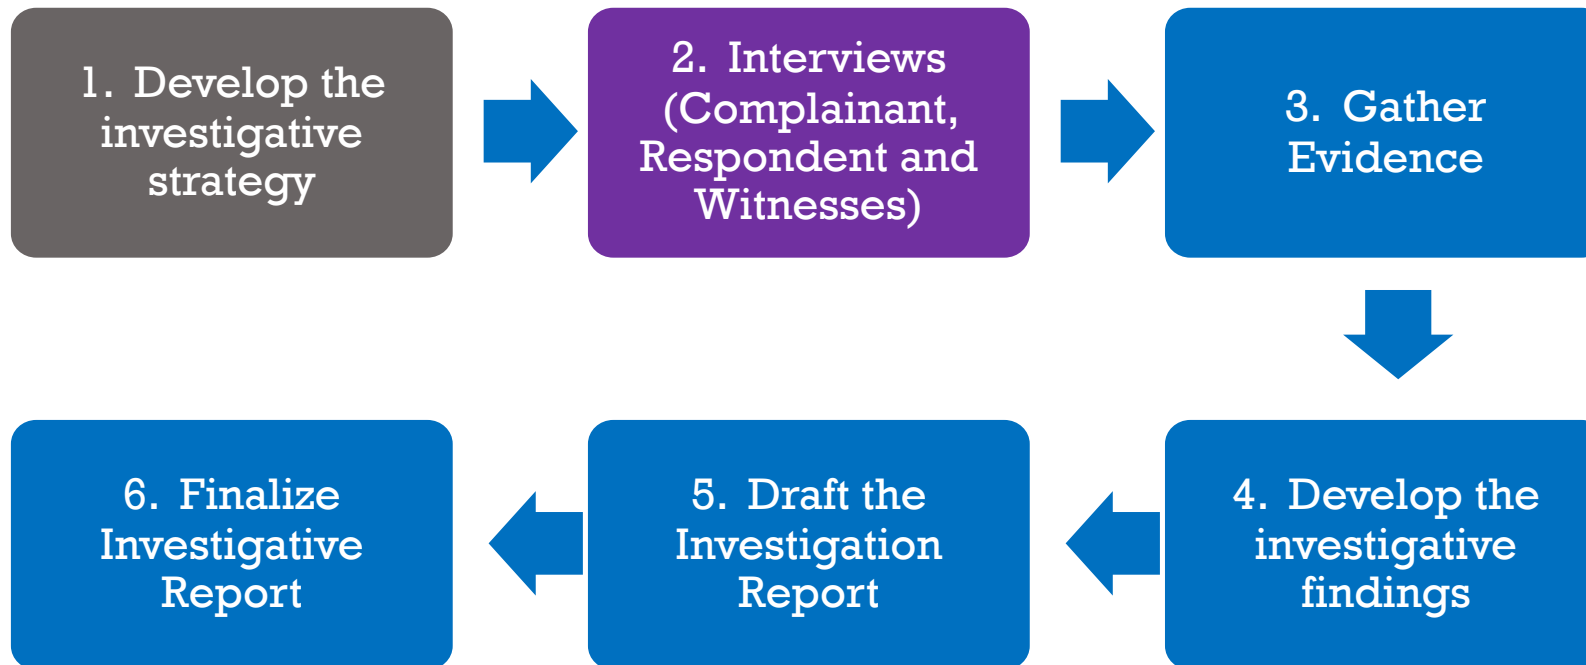 1. Develop the
investigative
strategy
2. Interviews
(Complainant,
Respondent and
Witnesses)
3. Gather
Evidence
4. Develop the
investigative
findings
5. Draft the
Investigation
Report
6. Finalize
Investigative
Report